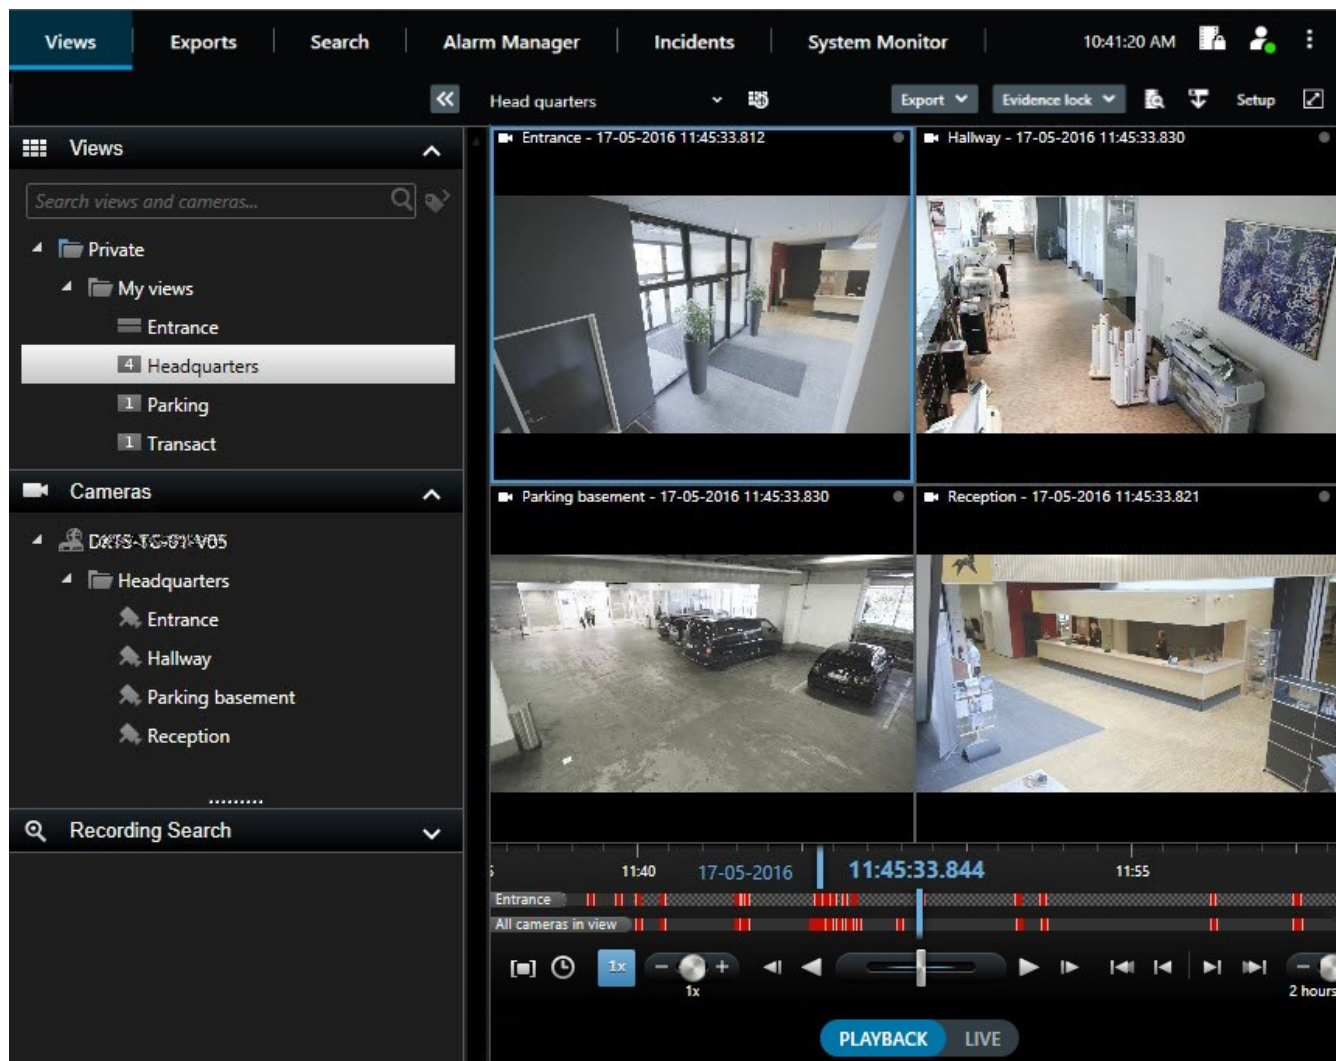 Views Exports Search Alarm Manager Incidents System Monitor 10:41:20 AM
Head quarters Export Evidence lock Setup
Views
Search views and cameras...
Private
My views
Entrance
4 Headquarters
1 Parking
1 Transact
Cameras
Headquarters
Entrance
Hallway
Parking basement
Reception
Recording Search
Entrance - 17-05-2016 11:45:33.812
Hallway - 17-05-2016 11:45:33.830
Parking basement - 17-05-2016 11:45:33.830
Reception - 17-05-2016 11:45:33.821
11:40 17-05-2016 11:45:33.844 11:55
Entrance
All cameras in view
1x
1x
2 hours
PLAYBACK LIVE